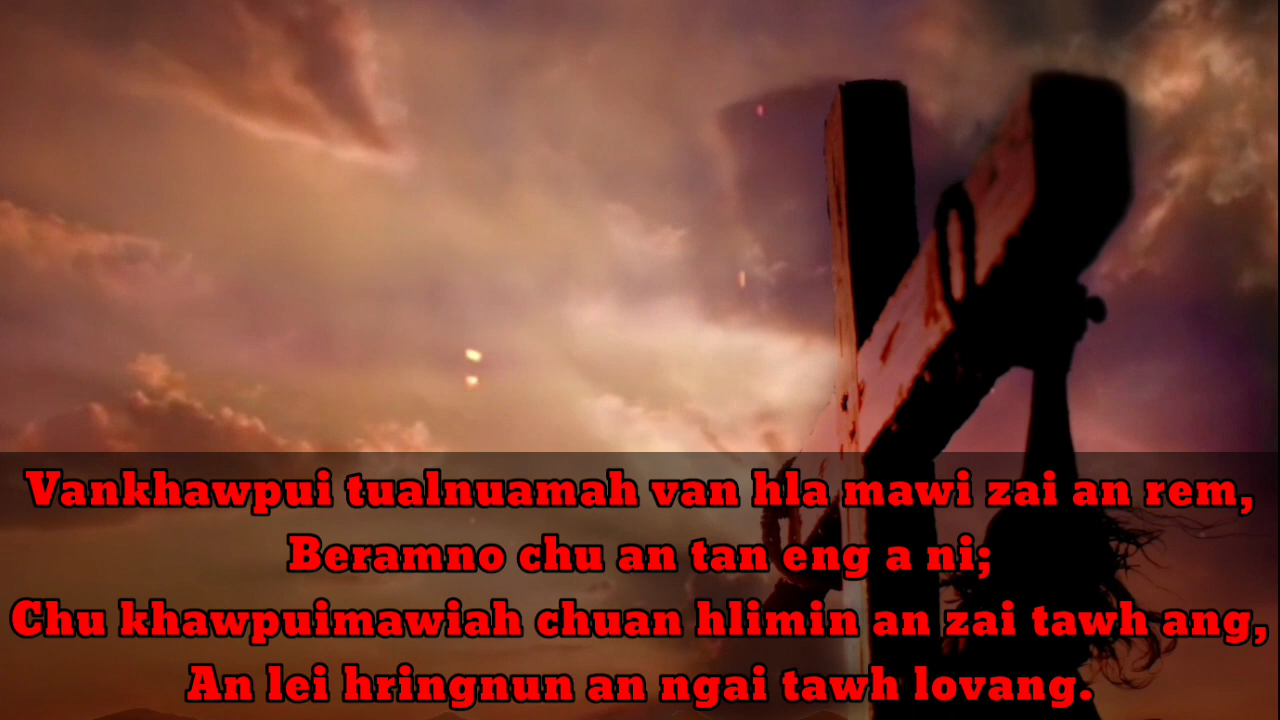 Vankhawpui tualnuamah van hla mawi zai an rem,
Beramno chu an tan eng a ni;
Chu khawpuimawiah chuan hlimin an zai tawh ang,
An lei hringnun an ngai tawh lovang.